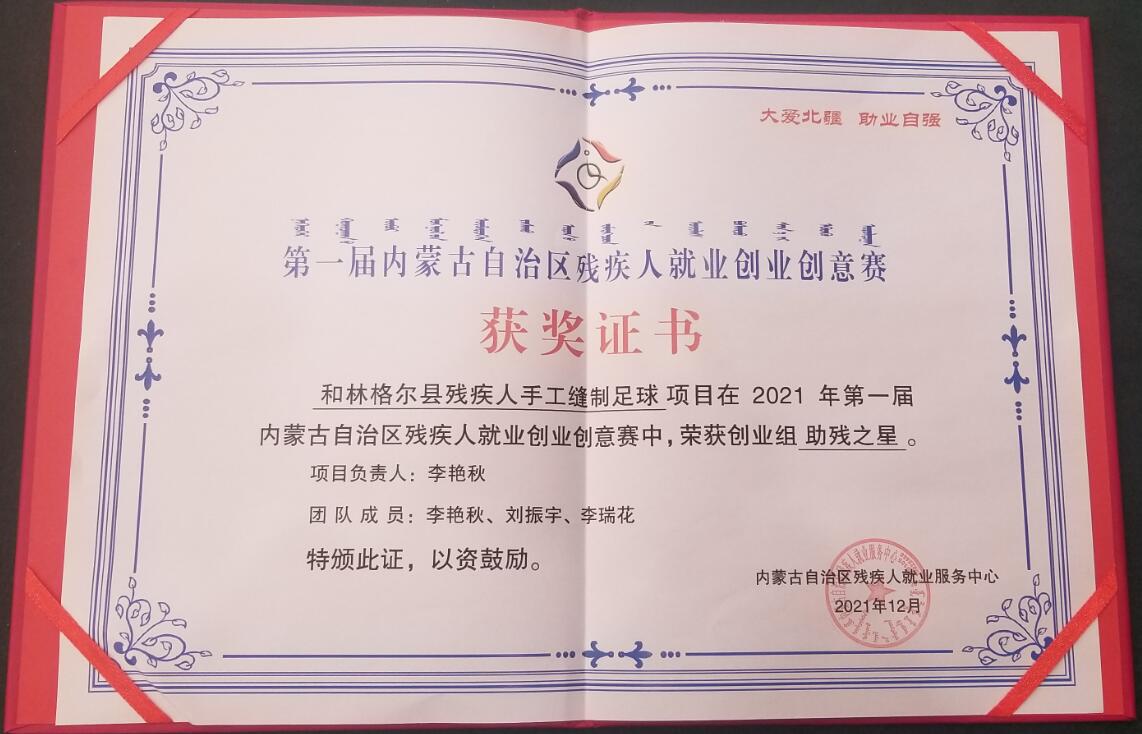 大爱北疆 助业自强
第一届内蒙古自治区残疾人就业创业创意赛
获奖证书
和林格尔县残疾人手工缝制足球项目在 2021 年第一届
内蒙古自治区残疾人就业创业创意赛中，荣获创业组 助残之星 。
项目负责人：李艳秋
团 队 成 员：李艳秋、刘振宇、李瑞花
特颁此证，以资鼓励。
内蒙古自治区残疾人就业服务中心
2021年12月